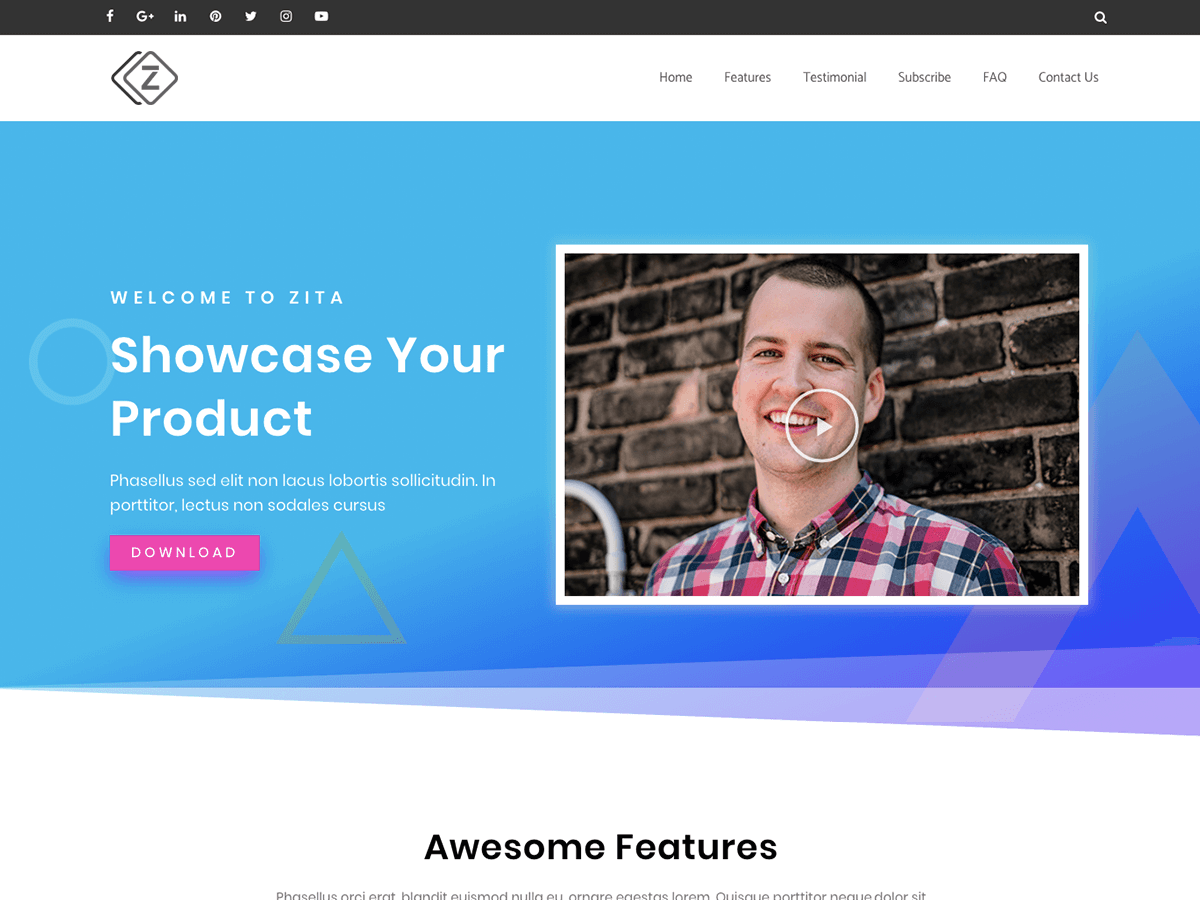 G+ in
Z
Home Features Testimonial Subscribe FAQ Contact Us
WELCOME TO ZITA
Showcase Your
Product
Phasellus sed elit non lacus lobortis sollicitudin. In
porttitor, lectus non sodales cursus
DOWNLOAD
Awesome Features
Phasellus orci erat, blandit euismod nulla eu, ornare egestas lorem. Quisque porttitor neque dolor sit